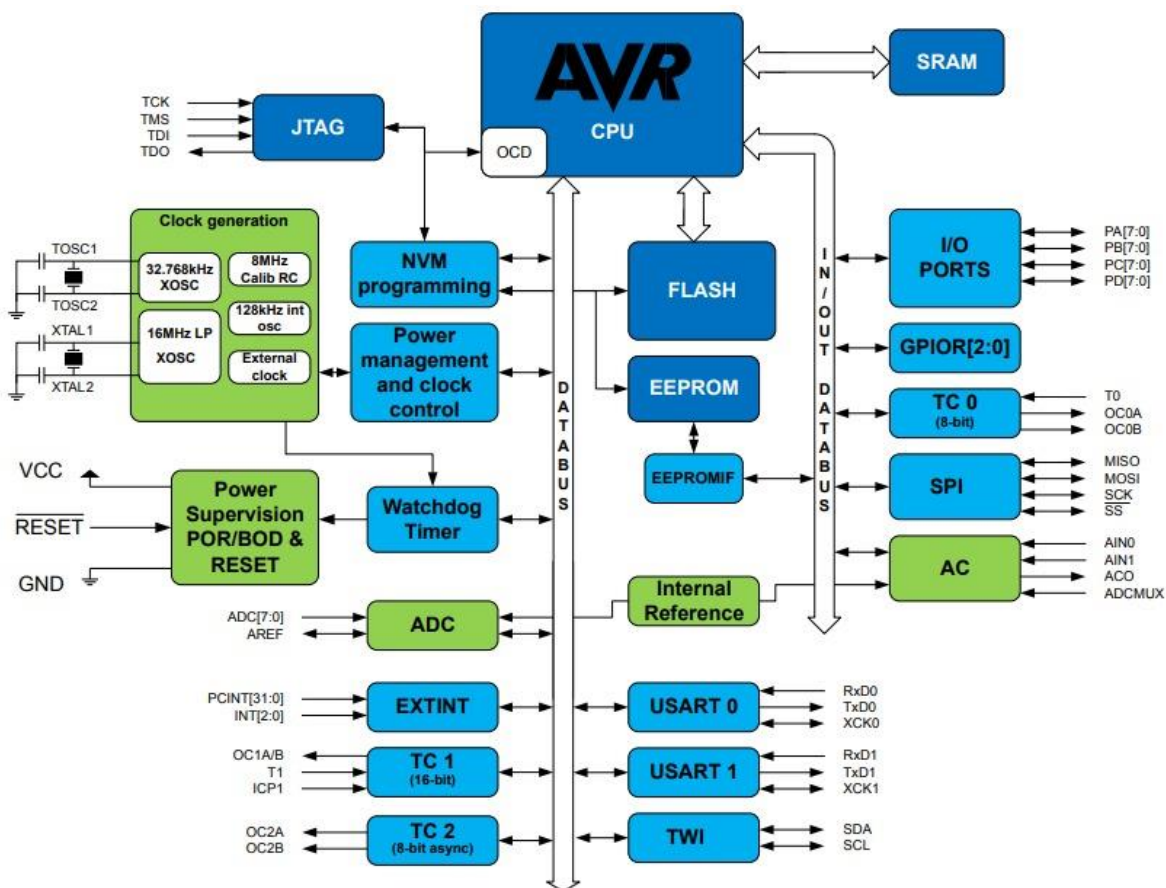 AVR
CPU
OCD
SRAM
TCK
TMS
TDI
TDO
JTAG
Clock generation
TOSC1
TOSC2
XTAL1
XTAL2
32.768kHz
XOSC
8MHz
Calib RC
128kHz int
osc
16MHz LP
XOSC
External
clock
NVM
programming
Power
management
and clock
control
FLASH
EEPROM
EEPROMIF
DATABUS
IN/OUT DATABUS
I/O
PORTS
PA[7:0]
PB[7:0]
PC[7:0]
PD[7:0]
GPIOR[2:0]
TC 0
(8-bit)
T0
OC0A
OC0B
SPI
MISO
MOSI
SCK
SS
AC
AIN0
AIN1
ACO
ADCMUX
VCC
RESET
GND
Power
Supervision
POR/BOD &
RESET
Watchdog
Timer
Internal
Reference
ADC[7:0]
AREF
ADC
PCINT[31:0]
INT[2:0]
EXTINT
OC1A/B
T1
ICP1
TC 1
(16-bit)
OC2A
OC2B
TC 2
(8-bit async)
USART 0
RxD0
TxD0
XCK0
USART 1
RxD1
TxD1
XCK1
TWI
SDA
SCL